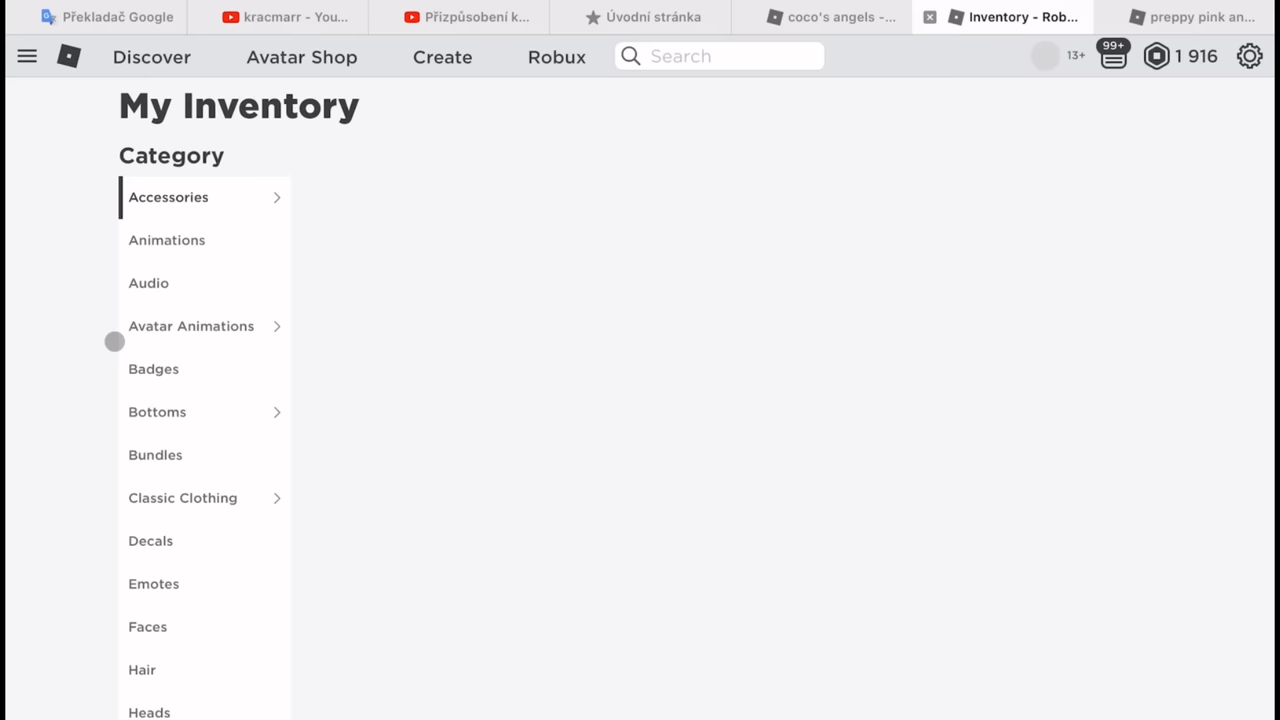 Překladač Google
kracmarr - You...
Přizpůsobení k...
Úvodní stránka
coco's angels -...
Inventory - Rob...
preppy pink an...
Discover
Avatar Shop
Create
Robux
Search
13+
99+
1 916
My Inventory
Category
Accessories
Animations
Audio
Avatar Animations
Badges
Bottoms
Bundles
Classic Clothing
Decals
Emotes
Faces
Hair
Heads